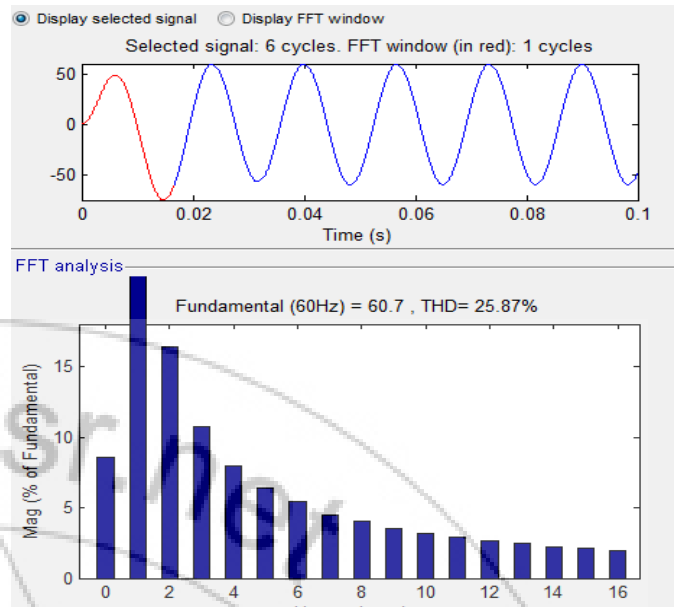 Display selected signal Display FFT window
Selected signal: 6 cycles. FFT window (in red): 1 cycles
50
0
-50
0 0.02 0.04 0.06 0.08 0.1
Time (s)
FFT analysis
Fundamental (60Hz) = 60.7 , THD= 25.87%
Mag (% of Fundamental)
15
10
5
0
0 2 4 6 8 10 12 14 16
sr.net